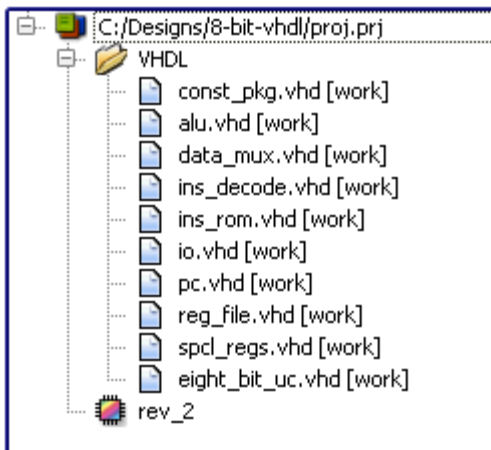 C:/Designs/8-bit-vhdl/proj.prj
VHDL
const_pkg.vhd [work]
alu.vhd [work]
data_mux.vhd [work]
ins_decode.vhd [work]
ins_rom.vhd [work]
io.vhd [work]
pc.vhd [work]
reg_file.vhd [work]
spcl_regs.vhd [work]
eight_bit_uc.vhd [work]
rev_2